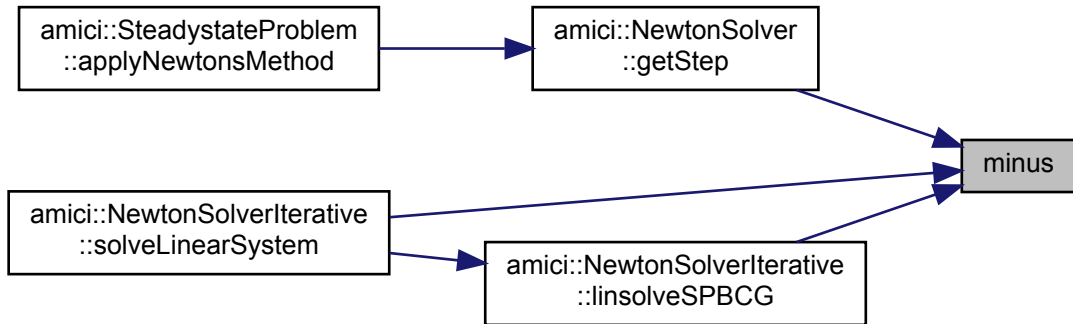 amici::SteadystateProblem
::applyNewtonsMethod
amici::NewtonSolver
::getStep
minus
amici::NewtonSolverIterative
::solveLinearSystem
amici::NewtonSolverIterative
::linsolveSPBCG